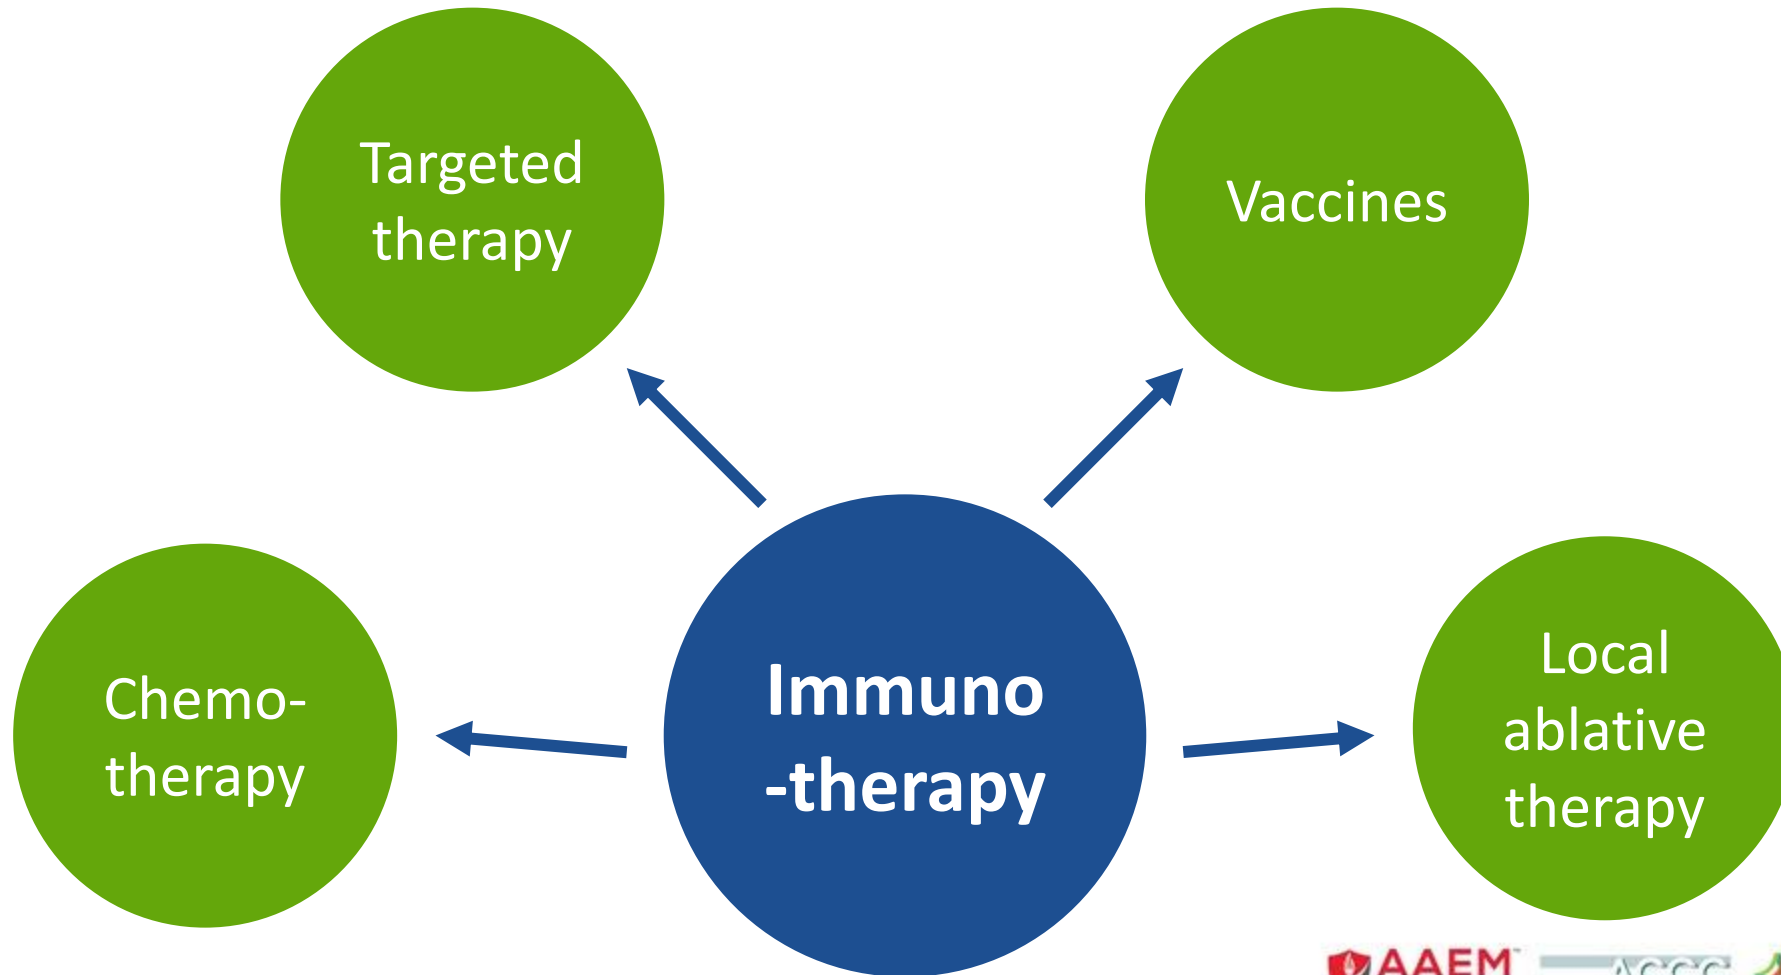 Targeted
therapy
Vaccines
Chemo-
therapy
Immuno
-therapy
Local
ablative
therapy
AAEM